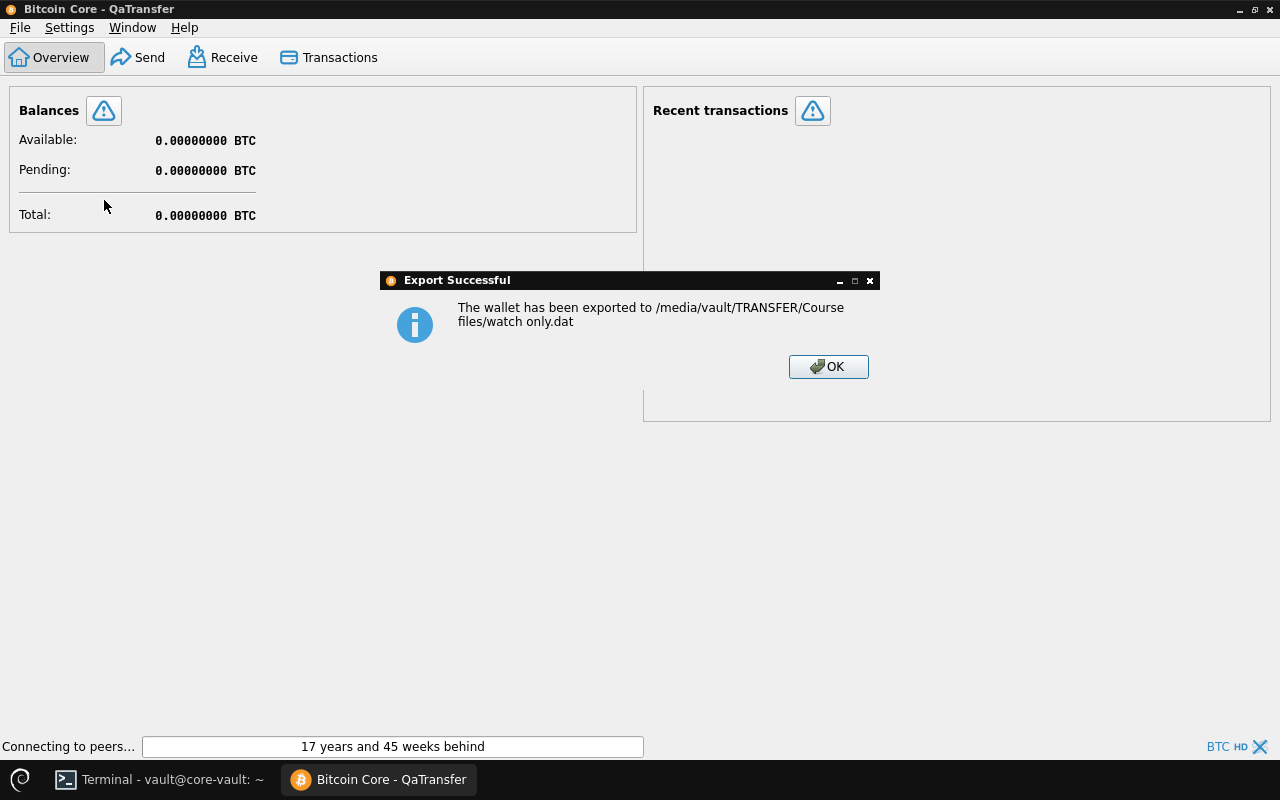 Bitcoin Core - QaTransfer
File Settings Window Help
Overview Send Receive Transactions
Balances
Available: 0.00000000 BTC
Pending: 0.00000000 BTC
Total: 0.00000000 BTC
Recent transactions
Export Successful
The wallet has been exported to /media/vault/TRANSFER/Course
files/watch only.dat
OK
Connecting to peers... 17 years and 45 weeks behind BTC HD
Terminal - vault@core-vault: ~ Bitcoin Core - QaTransfer